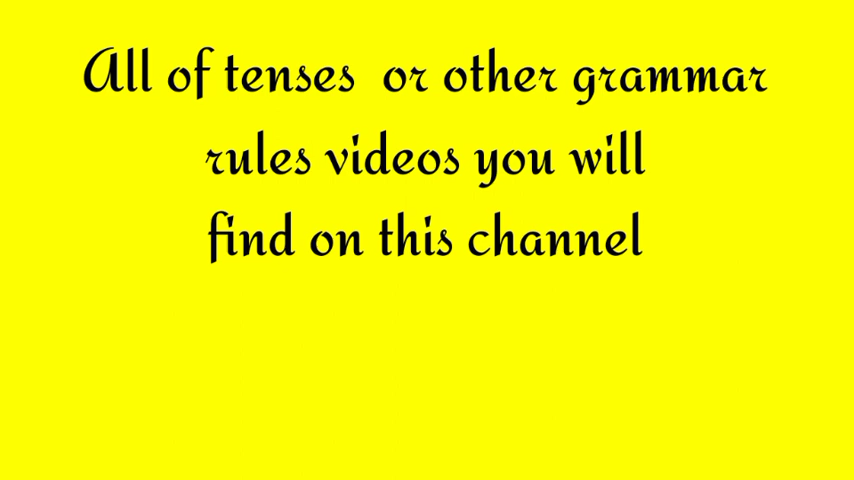 All of tenses  or other grammar
rules videos you will
find on this channel